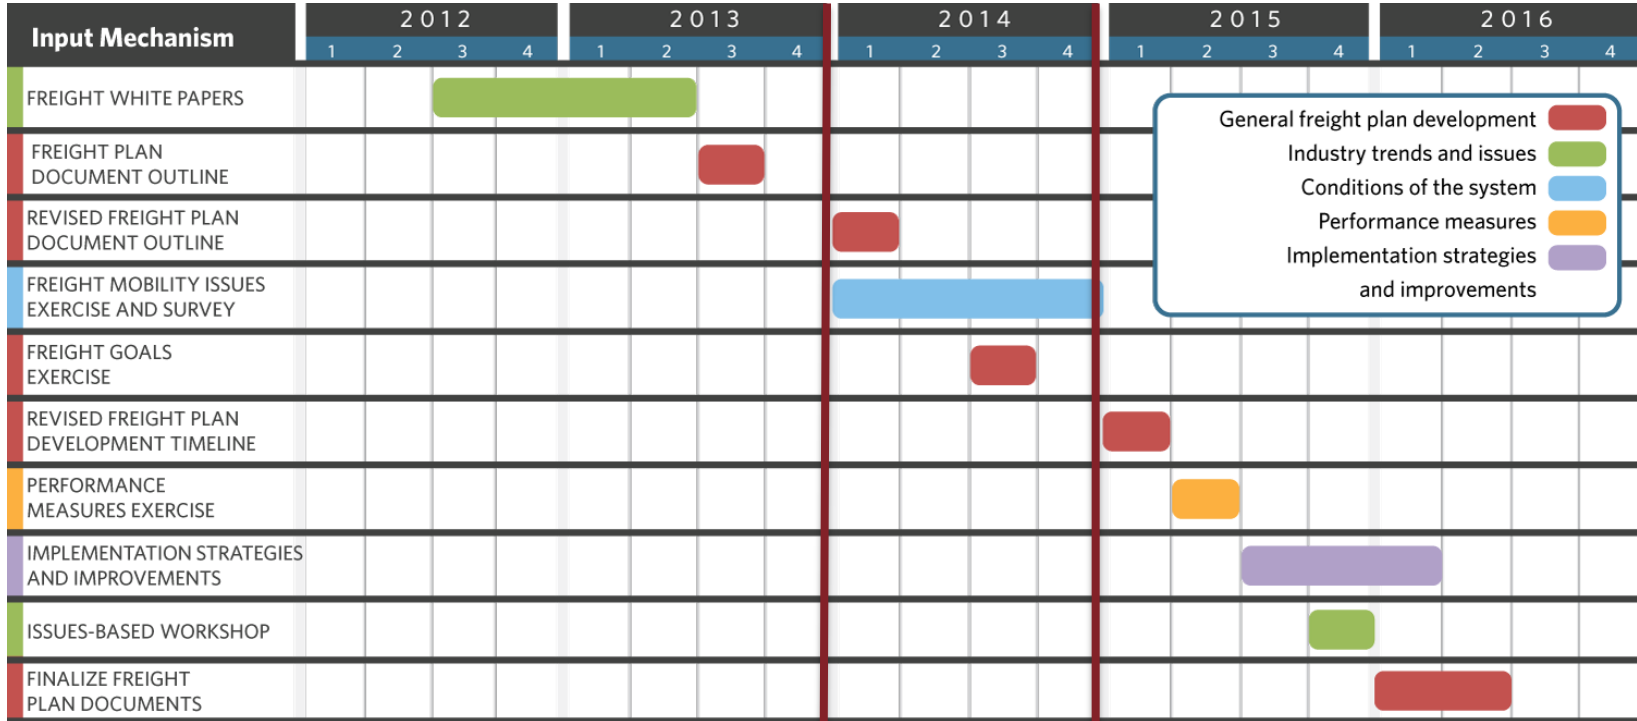 Input Mechanism
2012 2013 2014 2015 2016
1 2 3 4 1 2 3 4 1 2 3 4 1 2 3 4 1 2 3 4
FREIGHT WHITE PAPERS
FREIGHT PLAN
DOCUMENT OUTLINE
REVISED FREIGHT PLAN
DOCUMENT OUTLINE
FREIGHT MOBILITY ISSUES
EXERCISE AND SURVEY
FREIGHT GOALS
EXERCISE
REVISED FREIGHT PLAN
DEVELOPMENT TIMELINE
PERFORMANCE
MEASURES EXERCISE
IMPLEMENTATION STRATEGIES
AND IMPROVEMENTS
ISSUES-BASED WORKSHOP
FINALIZE FREIGHT
PLAN DOCUMENTS
General freight plan development
Industry trends and issues
Conditions of the system
Performance measures
Implementation strategies
and improvements